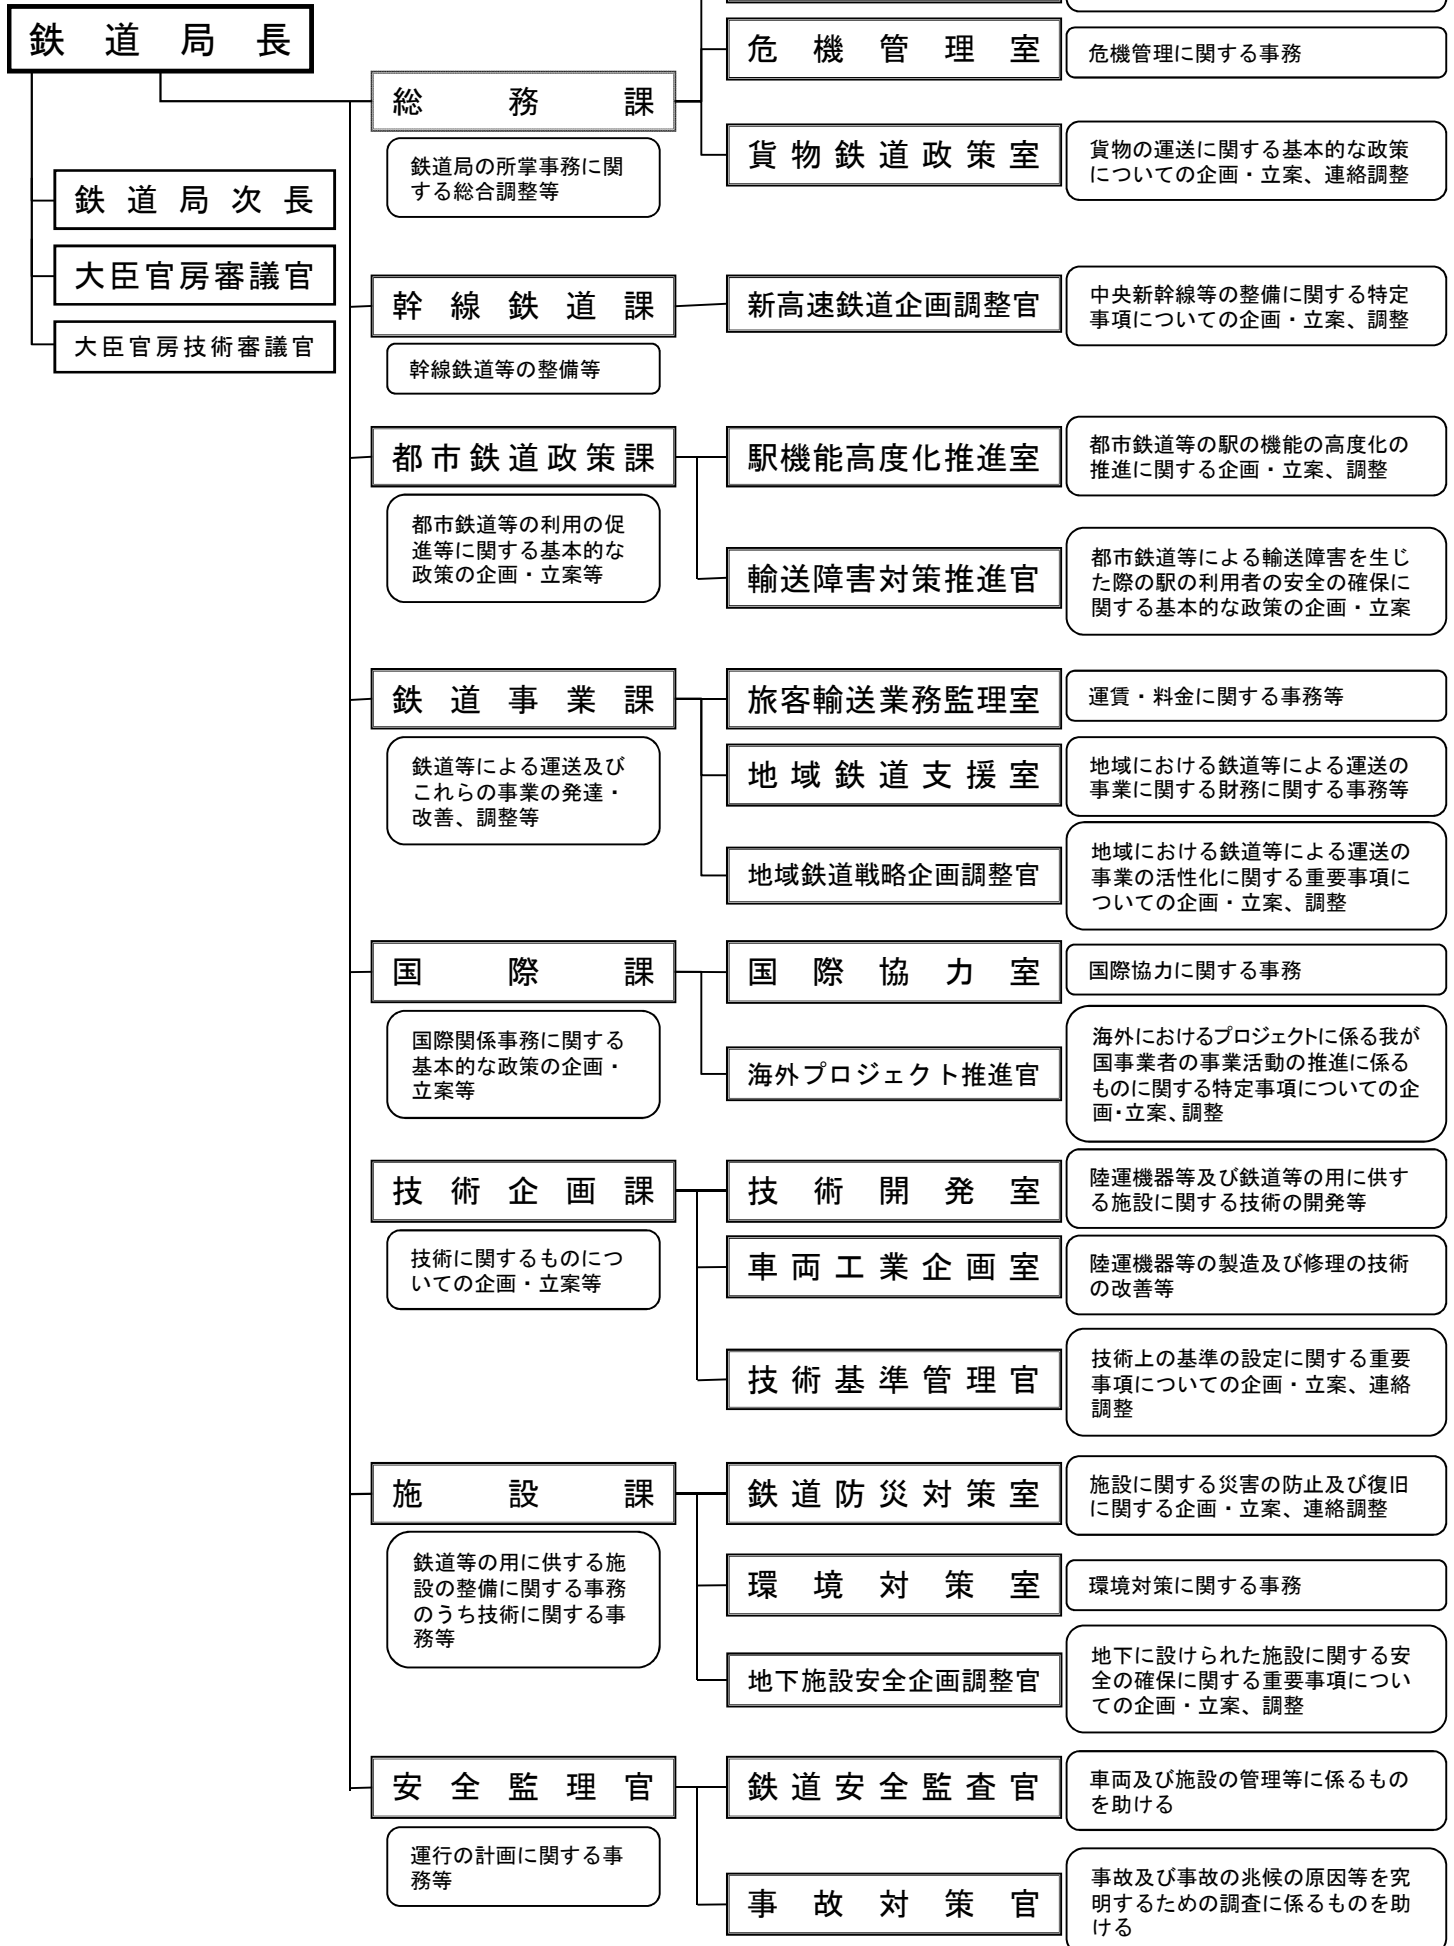 鉄道局長
鉄道局次長
大臣官房審議官
大臣官房技術審議官
総務課
鉄道局の所掌事務に関
する総合調整等
危機管理室
危機管理に関する事務
貨物鉄道政策室
貨物の運送に関する基本的な政策
についての企画・立案、連絡調整
幹線鉄道課
幹線鉄道等の整備等
新高速鉄道企画調整官
中央新幹線等の整備に関する特定
事項についての企画・立案、調整
都市鉄道政策課
都市鉄道等の利用の促
進等に関する基本的な
政策の企画・立案等
駅機能高度化推進室
都市鉄道等の駅の機能の高度化の
推進に関する企画・立案、調整
輸送障害対策推進官
都市鉄道等による輸送障害を生じ
た際の駅の利用者の安全の確保に
関する基本的な政策の企画・立案
鉄道事業課
鉄道等による運送及び
これらの事業の発達・
改善、調整等
旅客輸送業務監理室
運賃・料金に関する事務等
地域鉄道支援室
地域における鉄道等による運送の
事業に関する財務に関する事務等
地域鉄道戦略企画調整官
地域における鉄道等による運送の
事業の活性化に関する重要事項に
ついての企画・立案、調整
国際課
国際関係事務に関する
基本的な政策の企画・
立案等
国際協力室
国際協力に関する事務
海外プロジェクト推進官
海外におけるプロジェクトに係る我が
国事業者の事業活動の推進に係る
ものに関する特定事項についての企
画・立案、調整
技術企画課
技術に関するものにつ
いての企画・立案等
技術開発室
陸運機器等及び鉄道等の用に供す
る施設に関する技術の開発等
車両工業企画室
陸運機器等の製造及び修理の技術
の改善等
技術基準管理官
技術上の基準の設定に関する重要
事項についての企画・立案、連絡
調整
施設課
鉄道等の用に供する施
設の整備に関する事務
のうち技術に関する事
務等
鉄道防災対策室
施設に関する災害の防止及び復旧
に関する企画・立案、連絡調整
環境対策室
環境対策に関する事務
地下施設安全企画調整官
地下に設けられた施設に関する安
全の確保に関する重要事項につい
ての企画・立案、調整
安全監理官
運行の計画に関する事
務等
鉄道安全監査官
車両及び施設の管理等に係るもの
を助ける
事故対策官
事故及び事故の兆候の原因等を究
明するための調査に係るものを助
ける